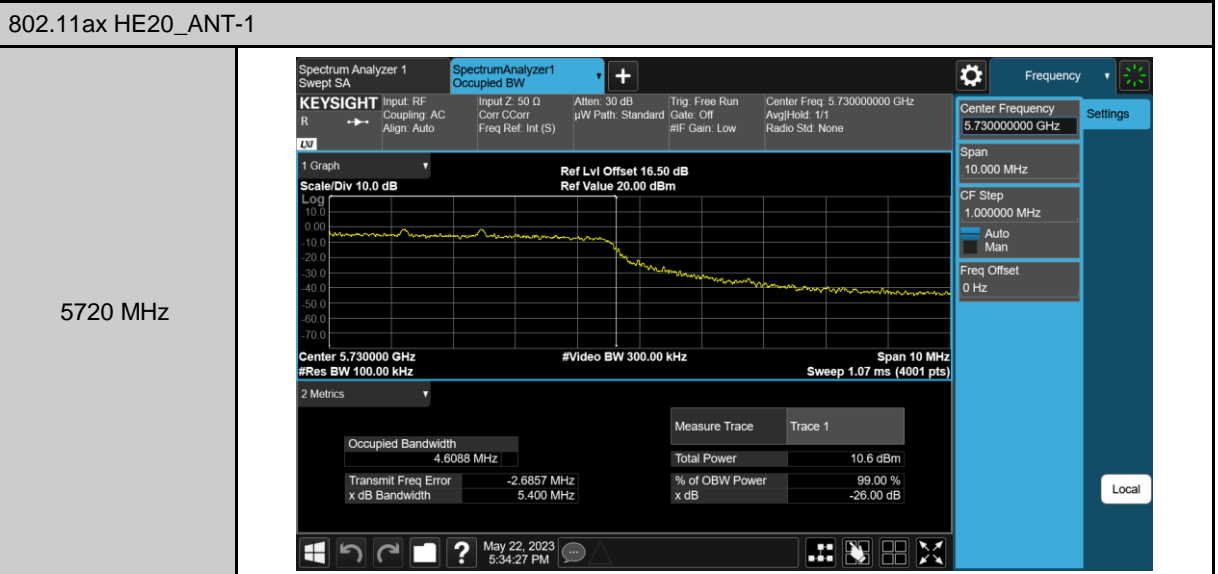 802.11ax HE20_ANT-1
5720 MHz
Spectrum Analyzer 1
Swept SA
SpectrumAnalyzer1
Occupied BW
Frequency
KEYSIGHT
R
LXI
Input: RF
Coupling: AC
Align: Auto
Input Z: 50 Ω
Corr CCorr
Freq Ref: Int (S)
Atten: 30 dB
µW Path: Standard
Trig: Free Run
Gate: Off
#IF Gain: Low
Center Freq: 5.730000000 GHz
Avg|Hold: 1/1
Radio Std: None
Center Frequency
5.730000000 GHz
Settings
Span
10.000 MHz
CF Step
1.000000 MHz
Auto
Man
Freq Offset
0 Hz
Local
1 Graph
Scale/Div 10.0 dB
Ref Lvl Offset 16.50 dB
Ref Value 20.00 dBm
Log
10.0
0.00
-10.0
-20.0
-30.0
-40.0
-50.0
-60.0
-70.0
Center 5.730000 GHz
#Video BW 300.00 kHz
Span 10 MHz
#Res BW 100.00 kHz
Sweep 1.07 ms (4001 pts)
2 Metrics
Measure Trace
Trace 1
Occupied Bandwidth
4.6088 MHz
Total Power
10.6 dBm
Transmit Freq Error
-2.6857 MHz
% of OBW Power
99.00 %
x dB Bandwidth
5.400 MHz
x dB
-26.00 dB
?
May 22, 2023
5:34:27 PM